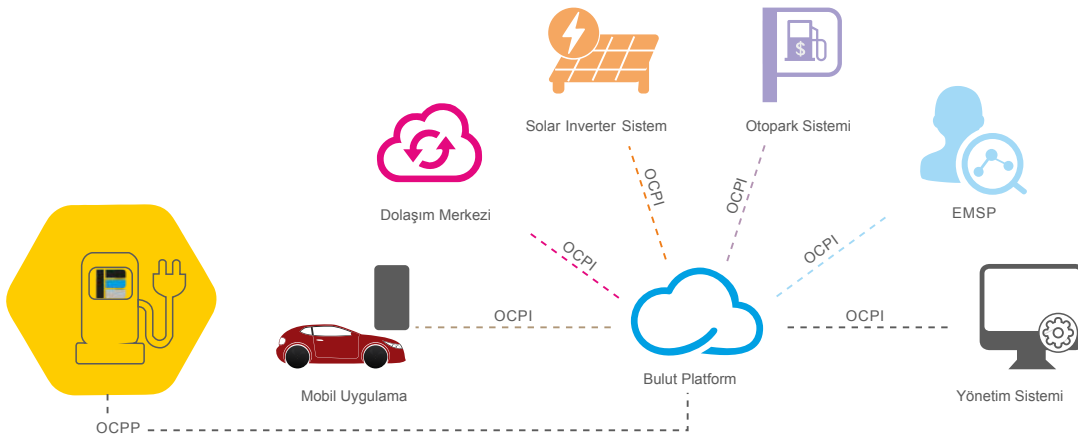 Solar Inverter Sistem
Otopark Sistemi
Dolaşım Merkezi
EMSP
OCPI
OCPI
OCPI
OCPI
OCPI
OCPI
Bulut Platform
Mobil Uygulama
Yönetim Sistemi
OCPP
$